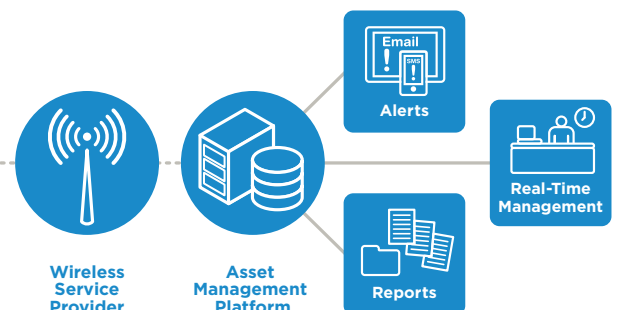 Email
SMS
Alerts
Real-Time
Management
Wireless
Service
Provider
Asset
Management
Platform
Reports